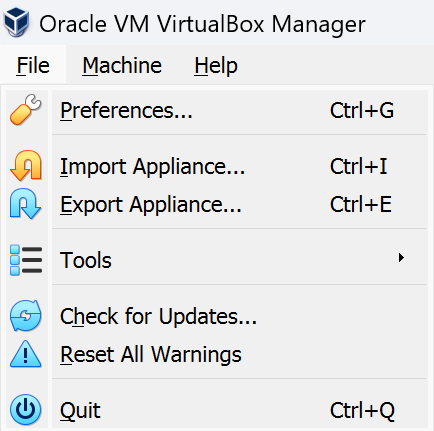 Oracle VM VirtualBox Manager
File Machine Help
Preferences... Ctrl+G
Import Appliance... Ctrl+I
Export Appliance... Ctrl+E
Tools
Check for Updates...
Reset All Warnings
Quit Ctrl+Q